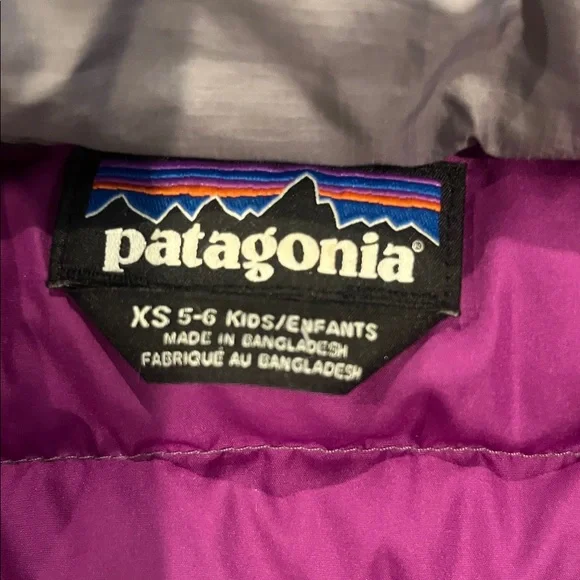 patagonia®
XS 5-6 KIDS/ENFANTS
MADE IN BANGLADESH
FABRIQUÉ AU BANGLADESH